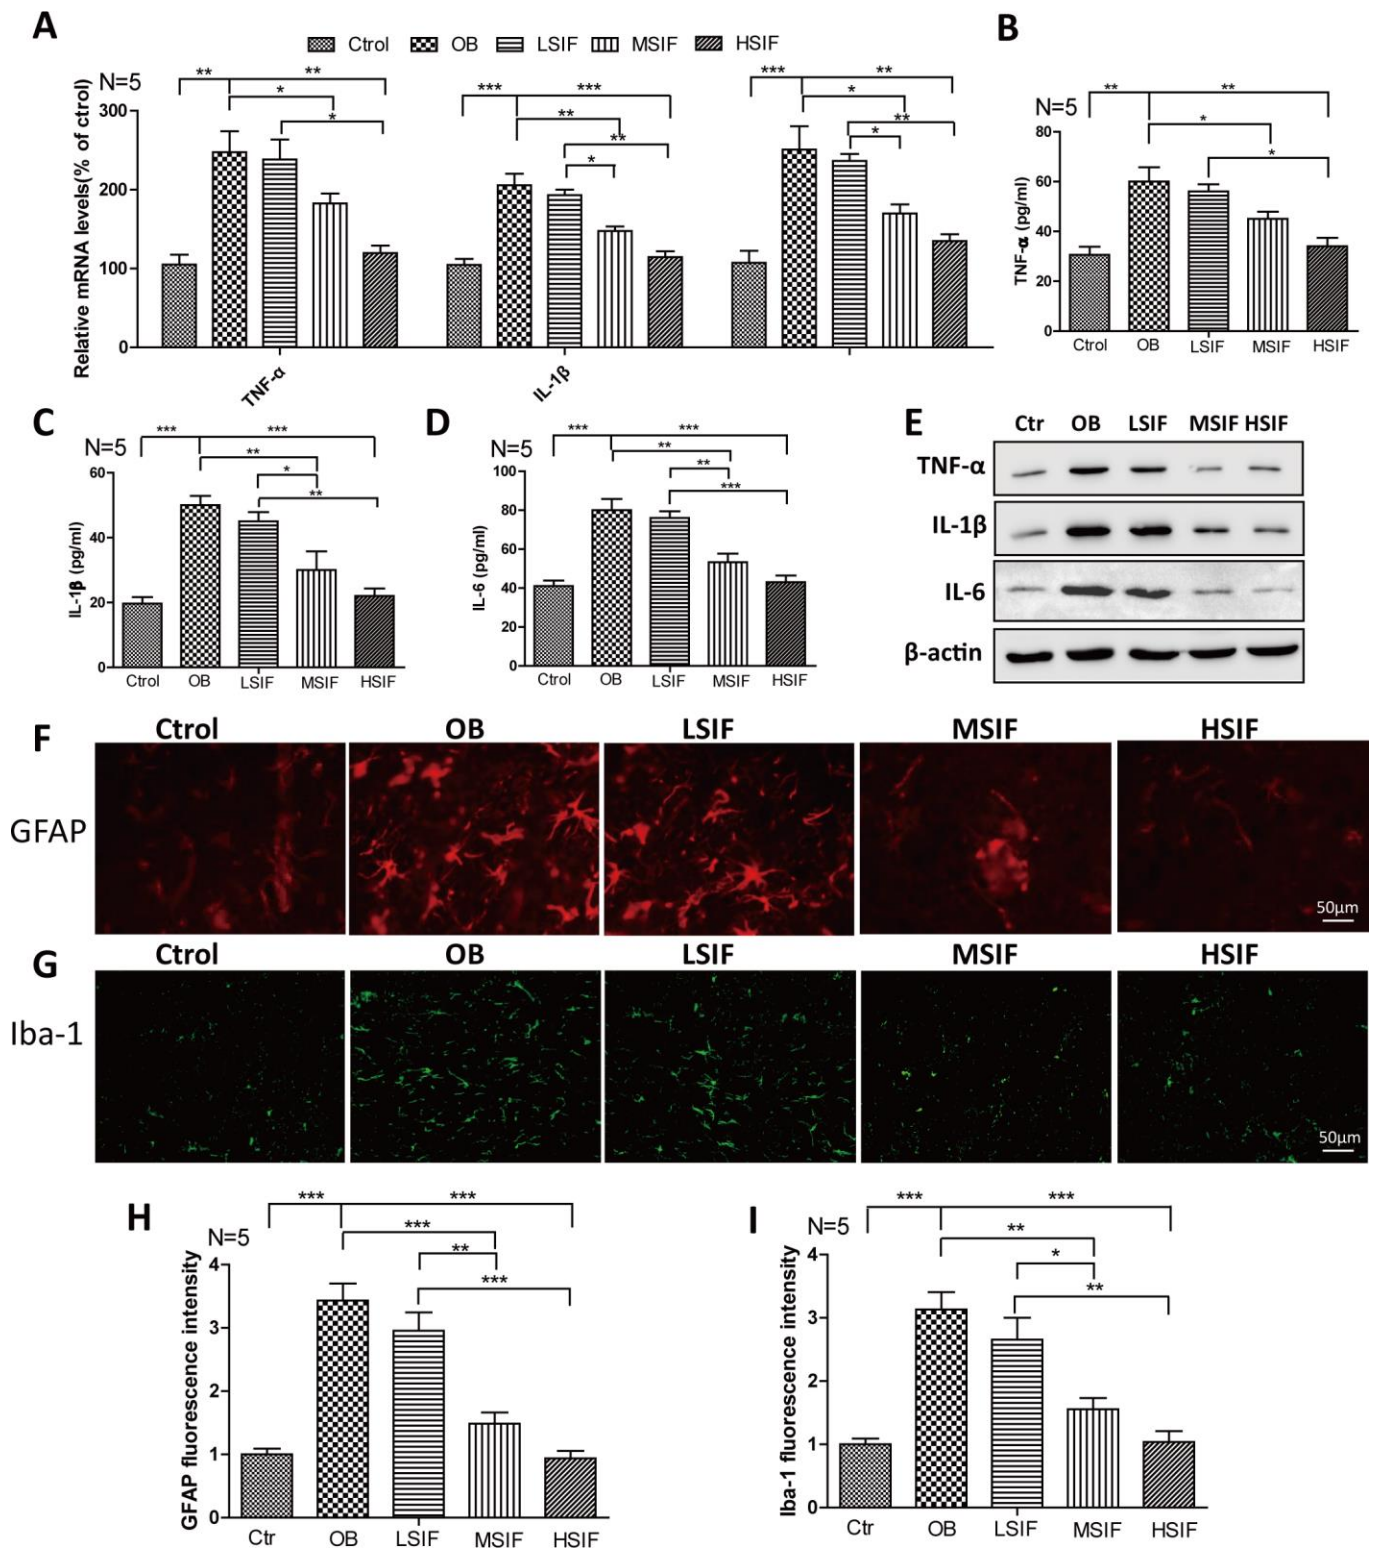 A
Ctrol OB LSIF MSIF HSIF
N=5
** ** * *
*** *** ** ** *
*** ** * ** *
Relative mRNA levels(% of ctrol)
300
200
100
0
TNF-α
IL-1β
B
N=5
** ** * *
TNF-α (pg/ml)
80
60
40
20
0
Ctrol OB LSIF MSIF HSIF
C
N=5
*** *** ** * **
IL-1β (pg/ml)
60
40
20
0
Ctrol OB LSIF MSIF HSIF
D
N=5
*** *** ** ** ***
IL-6 (pg/ml)
100
80
60
40
20
0
Ctrol OB LSIF MSIF HSIF
E
Ctr OB LSIF MSIF HSIF
TNF-α
IL-1β
IL-6
β-actin
F
Ctrol OB LSIF MSIF HSIF
GFAP
50μm
G
Ctrol OB LSIF MSIF HSIF
Iba-1
50μm
H
N=5
*** *** *** ** ***
GFAP fluorescence intensity
4
3
2
1
0
Ctr OB LSIF MSIF HSIF
I
N=5
*** *** ** * **
Iba-1 fluorescence intensity
4
3
2
1
0
Ctr OB LSIF MSIF HSIF